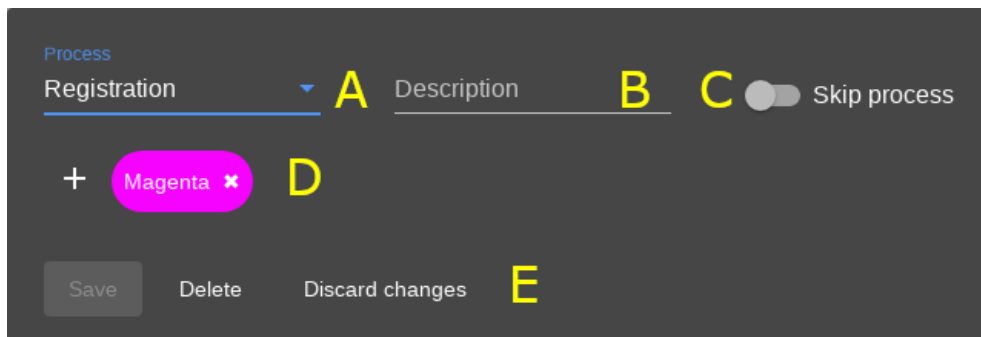 Process
Registration A Description B C Skip process
+ Magenta ✖ D
Save Delete Discard changes E